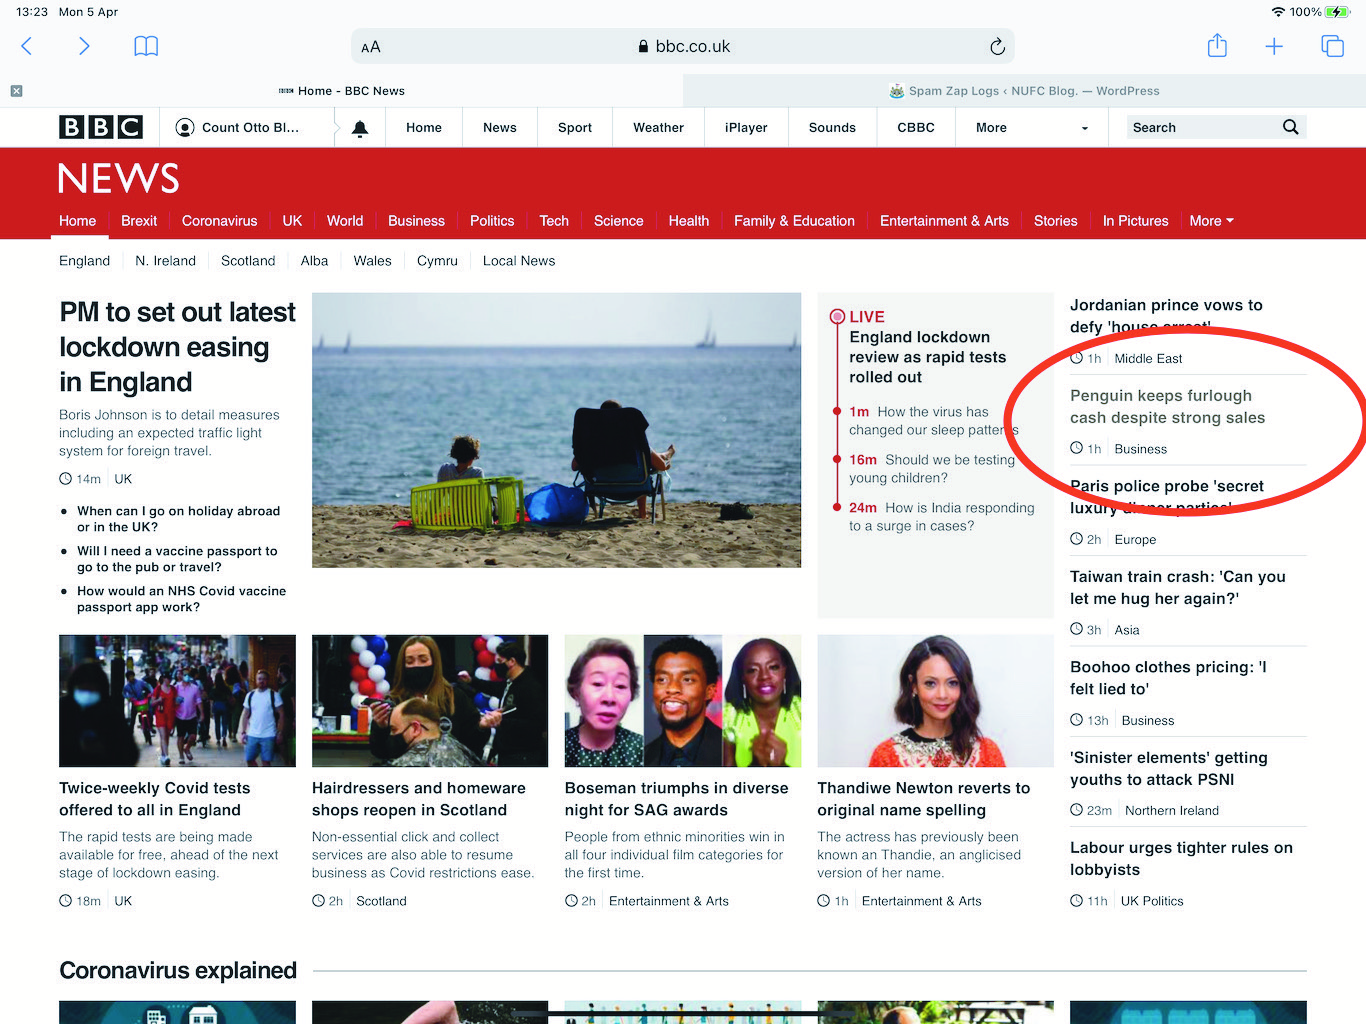 13:23 Mon 5 Apr
100%
AA
bbc.co.uk
Home - BBC News
Spam Zap Logs ‹ NUFC Blog. — WordPress
BBC
Count Otto Bl...
Home
News
Sport
Weather
iPlayer
Sounds
CBBC
More
Search
NEWS
Home
Brexit
Coronavirus
UK
World
Business
Politics
Tech
Science
Health
Family & Education
Entertainment & Arts
Stories
In Pictures
More
England
N. Ireland
Scotland
Alba
Wales
Cymru
Local News
PM to set out latest
lockdown easing
in England
Boris Johnson is to detail measures
including an expected traffic light
system for foreign travel.
14m UK
When can I go on holiday abroad
or in the UK?
Will I need a vaccine passport to
go to the pub or travel?
How would an NHS Covid vaccine
passport app work?
LIVE
England lockdown
review as rapid tests
rolled out
1m How the virus has
changed our sleep patterns
16m Should we be testing
young children?
24m How is India responding
to a surge in cases?
Jordanian prince vows to
defy 'house arrest'
1h Middle East
Penguin keeps furlough
cash despite strong sales
1h Business
Paris police probe 'secret
luxury dinner parties'
2h Europe
Taiwan train crash: 'Can you
let me hug her again?'
3h Asia
Boohoo clothes pricing: 'I
felt lied to'
13h Business
'Sinister elements' getting
youths to attack PSNI
23m Northern Ireland
Labour urges tighter rules on
lobbyists
11h UK Politics
Twice-weekly Covid tests
offered to all in England
The rapid tests are being made
available for free, ahead of the next
stage of lockdown easing.
18m UK
Hairdressers and homeware
shops reopen in Scotland
Non-essential click and collect
services are also able to resume
business as Covid restrictions ease.
2h Scotland
Boseman triumphs in diverse
night for SAG awards
People from ethnic minorities win in
all four individual film categories for
the first time.
2h Entertainment & Arts
Thandiwe Newton reverts to
original name spelling
The actress has previously been
known an Thandie, an anglicised
version of her name.
1h Entertainment & Arts
Coronavirus explained